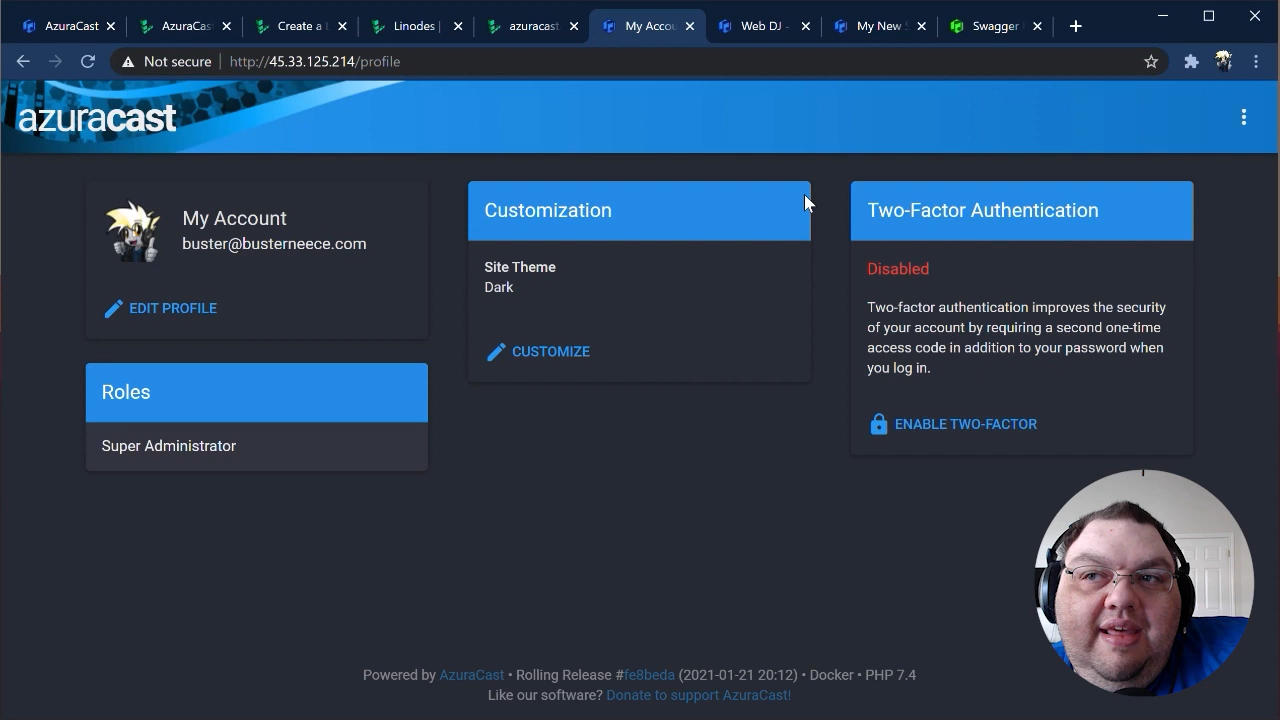 AzuraCast
AzuraCas
Create a L
Linodes |
azuracast
My Accou
Web DJ -
My New S
Swagger
Not secure
http://45.33.125.214/profile
azuracast
My Account
buster@busterneece.com
EDIT PROFILE
Roles
Super Administrator
Customization
Site Theme
Dark
CUSTOMIZE
Two-Factor Authentication
Disabled
Two-factor authentication improves the security
of your account by requiring a second one-time
access code in addition to your password when
you log in.
ENABLE TWO-FACTOR
Powered by AzuraCast • Rolling Release #fe8beda (2021-01-21 20:12) • Docker • PHP 7.4
Like our software? Donate to support AzuraCast!